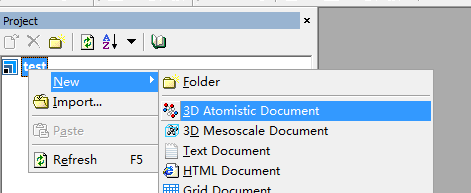 Project
test
New
Import...
Paste
Refresh F5
Folder
3D Atomistic Document
3D Mesoscale Document
Text Document
HTML Document
Grid Document